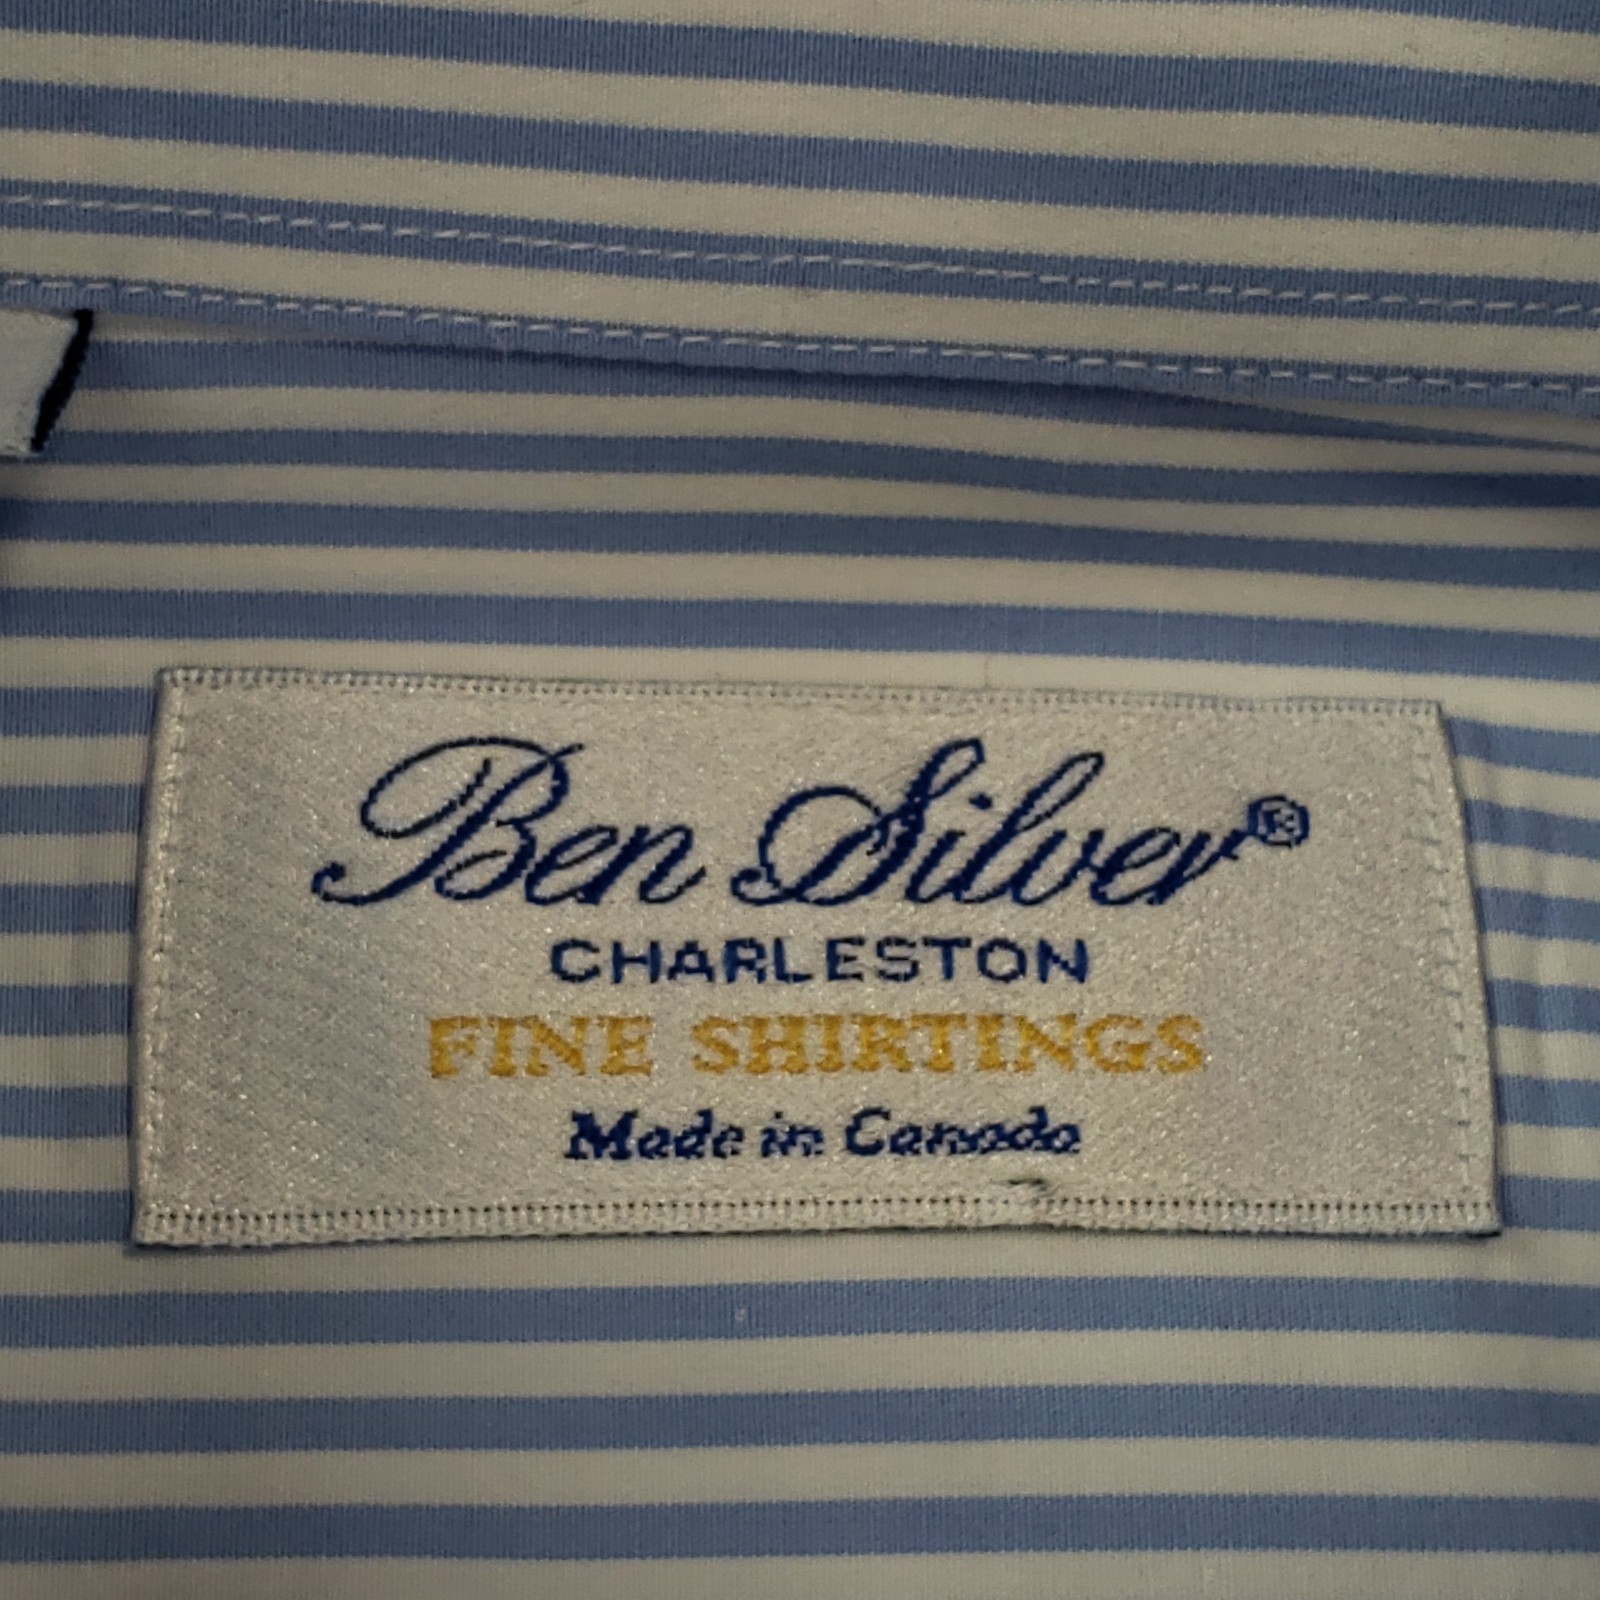 Ben Silver®
CHARLESTON
FINE SHIRTINGS
Made in Canada